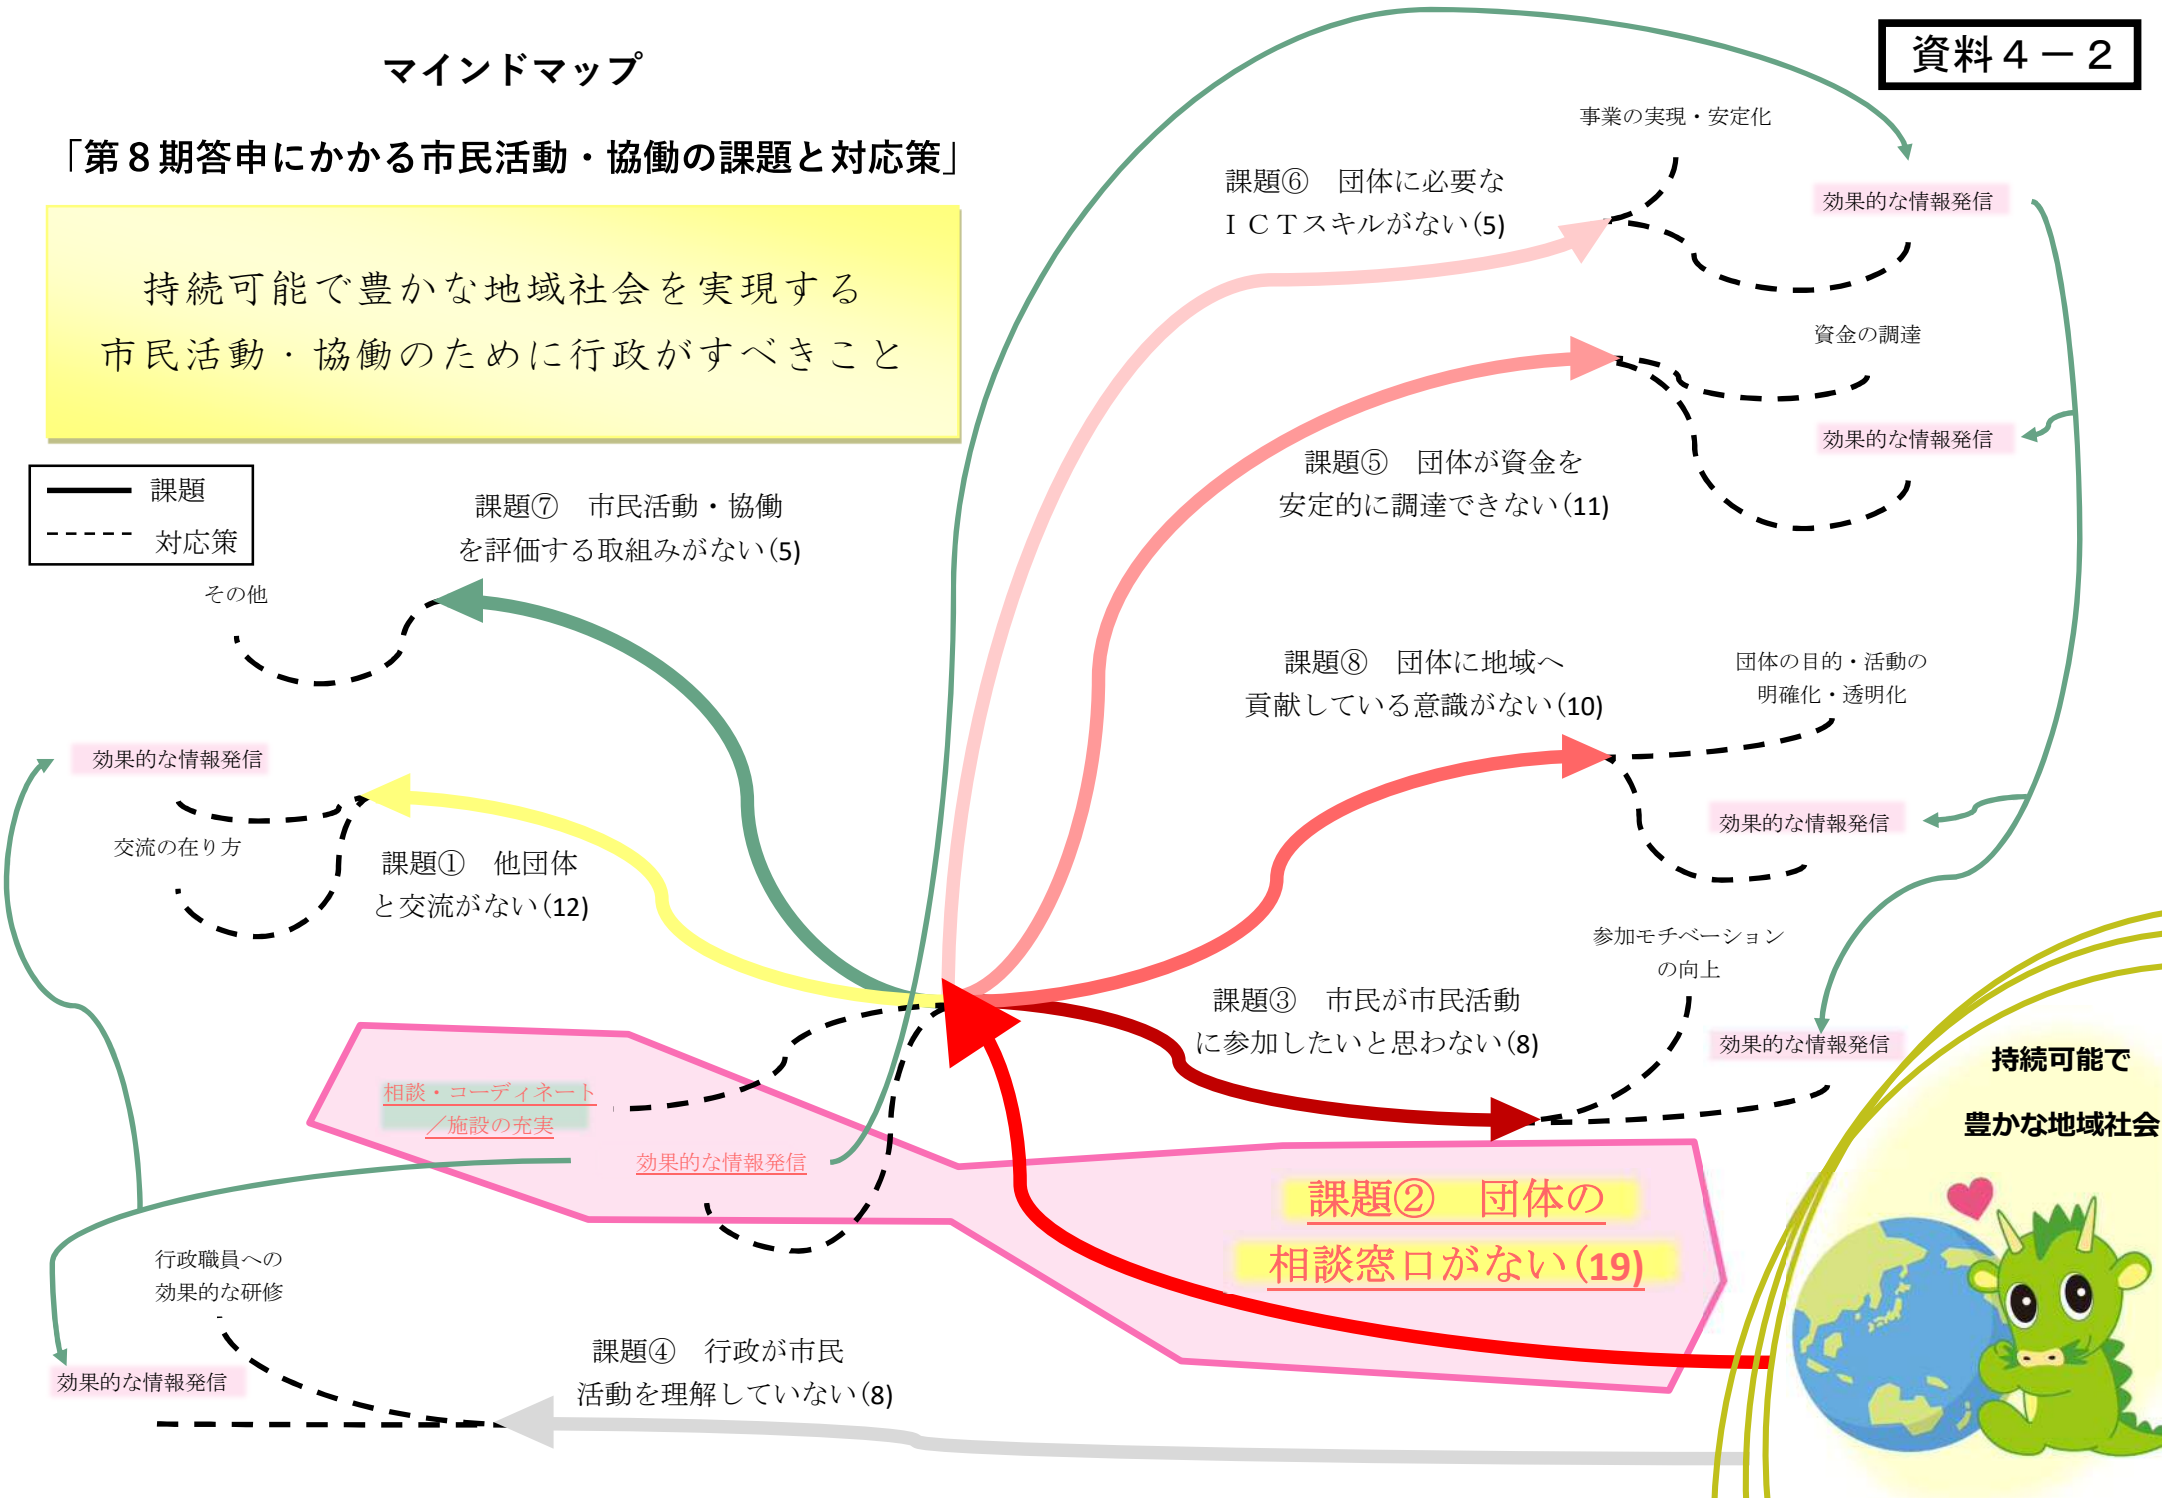 資料４－２
マインドマップ
「第８期答申にかかる市民活動・協働の課題と対応策」
持続可能で豊かな地域社会を実現する
市民活動・協働のために行政がすべきこと
課題
対応策
課題⑦　市民活動・協働
を評価する取組みがない(5)
その他
効果的な情報発信
交流の在り方
課題①　他団体
と交流がない(12)
相談・コーディネート
／施設の充実
効果的な情報発信
行政職員への
効果的な研修
効果的な情報発信
課題④　行政が市民
活動を理解していない(8)
事業の実現・安定化
課題⑥　団体に必要な
ＩＣＴスキルがない(5)
効果的な情報発信
資金の調達
効果的な情報発信
課題⑤　団体が資金を
安定的に調達できない(11)
課題⑧　団体に地域へ
貢献している意識がない(10)
団体の目的・活動の
明確化・透明化
効果的な情報発信
参加モチベーション
の向上
課題③　市民が市民活動
に参加したいと思わない(8)
効果的な情報発信
課題②　団体の
相談窓口がない(19)
持続可能で
豊かな地域社会